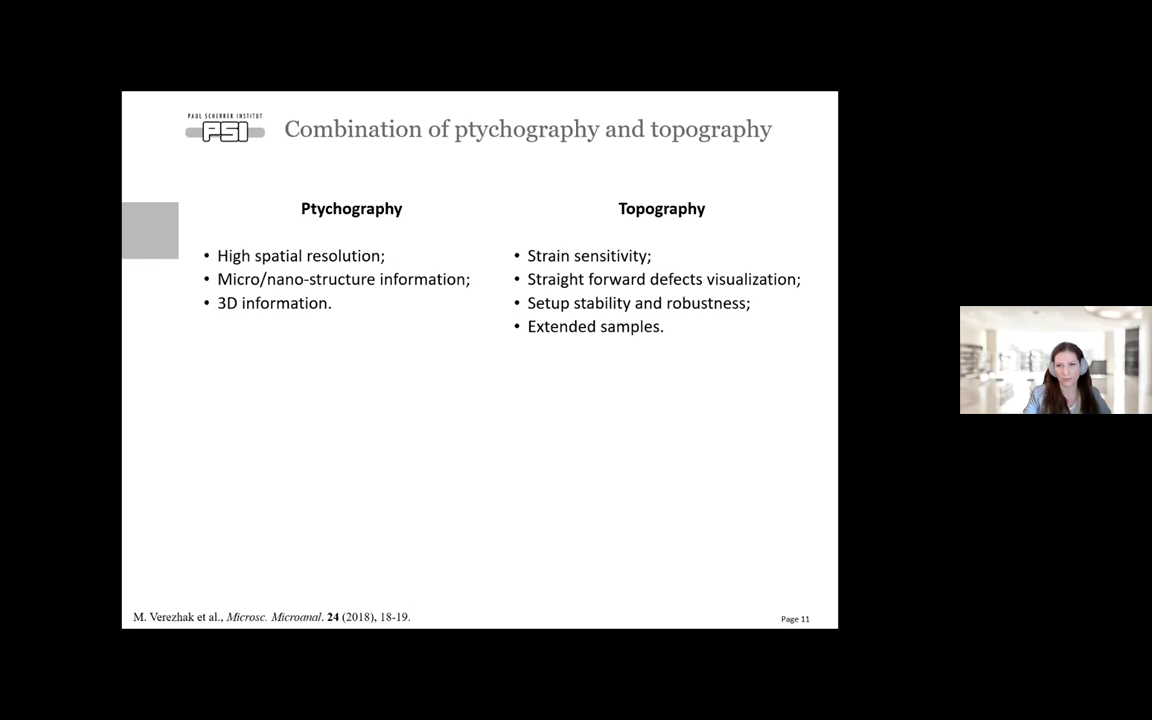 PAUL SCHERRER INSTITUT
PSI
Combination of ptychography and topography
Ptychography
• High spatial resolution;
• Micro/nano-structure information;
• 3D information.
Topography
• Strain sensitivity;
• Straight forward defects visualization;
• Setup stability and robustness;
• Extended samples.
M. Verezhak et al., Microsc. Microanal. 24 (2018), 18-19.
Page 11